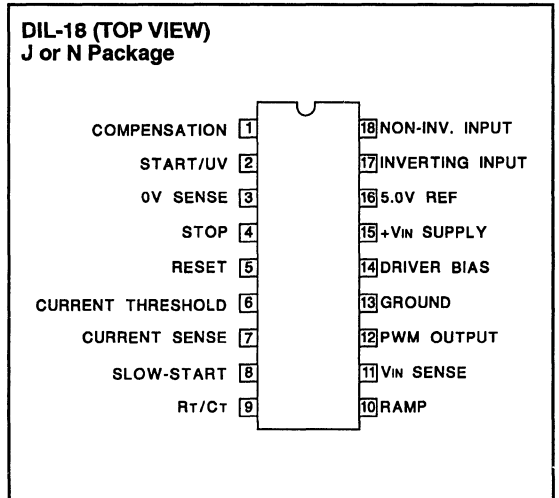 DIL-18 (TOP VIEW)
J or N Package
COMPENSATION 1
START/UV 2
0V SENSE 3
STOP 4
RESET 5
CURRENT THRESHOLD 6
CURRENT SENSE 7
SLOW-START 8
RT/CT 9
18 NON-INV. INPUT
17 INVERTING INPUT
16 5.0V REF
15 +VIN SUPPLY
14 DRIVER BIAS
13 GROUND
12 PWM OUTPUT
11 VIN SENSE
10 RAMP